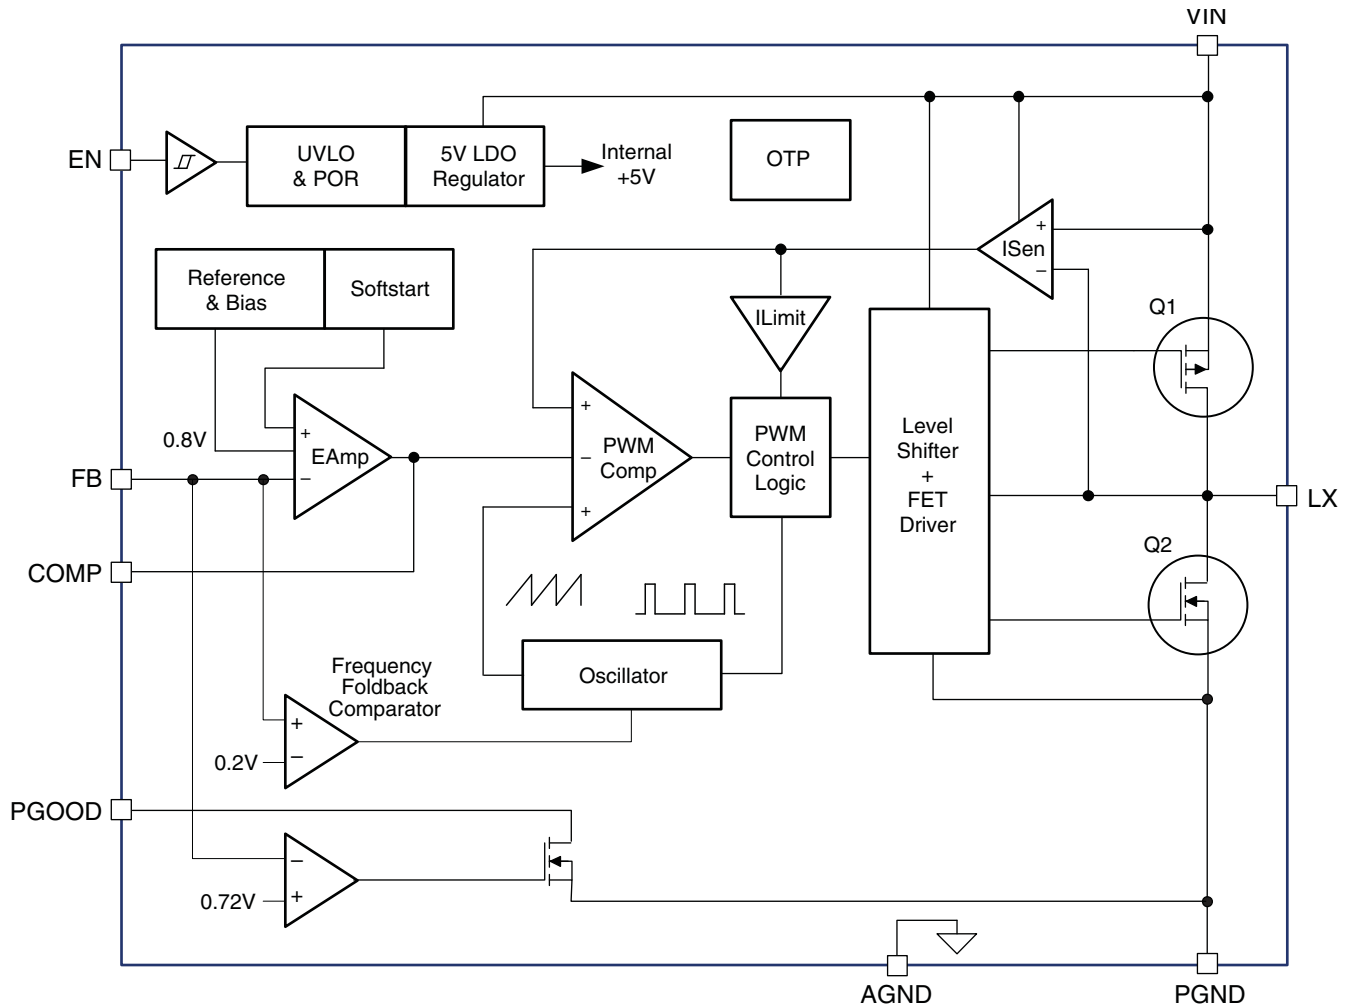 VIN
EN
UVLO
& POR
5V LDO
Regulator
Internal
+5V
OTP
Reference
& Bias
Softstart
+
ISen
−
ILimit
Q1
0.8V
+
EAmp
−
FB
+
−
PWM
Comp
+
PWM
Control
Logic
Level
Shifter
+
FET
Driver
LX
Q2
COMP
Oscillator
Frequency
Foldback
Comparator
+
−
0.2V
PGOOD
−
+
0.72V
AGND
PGND